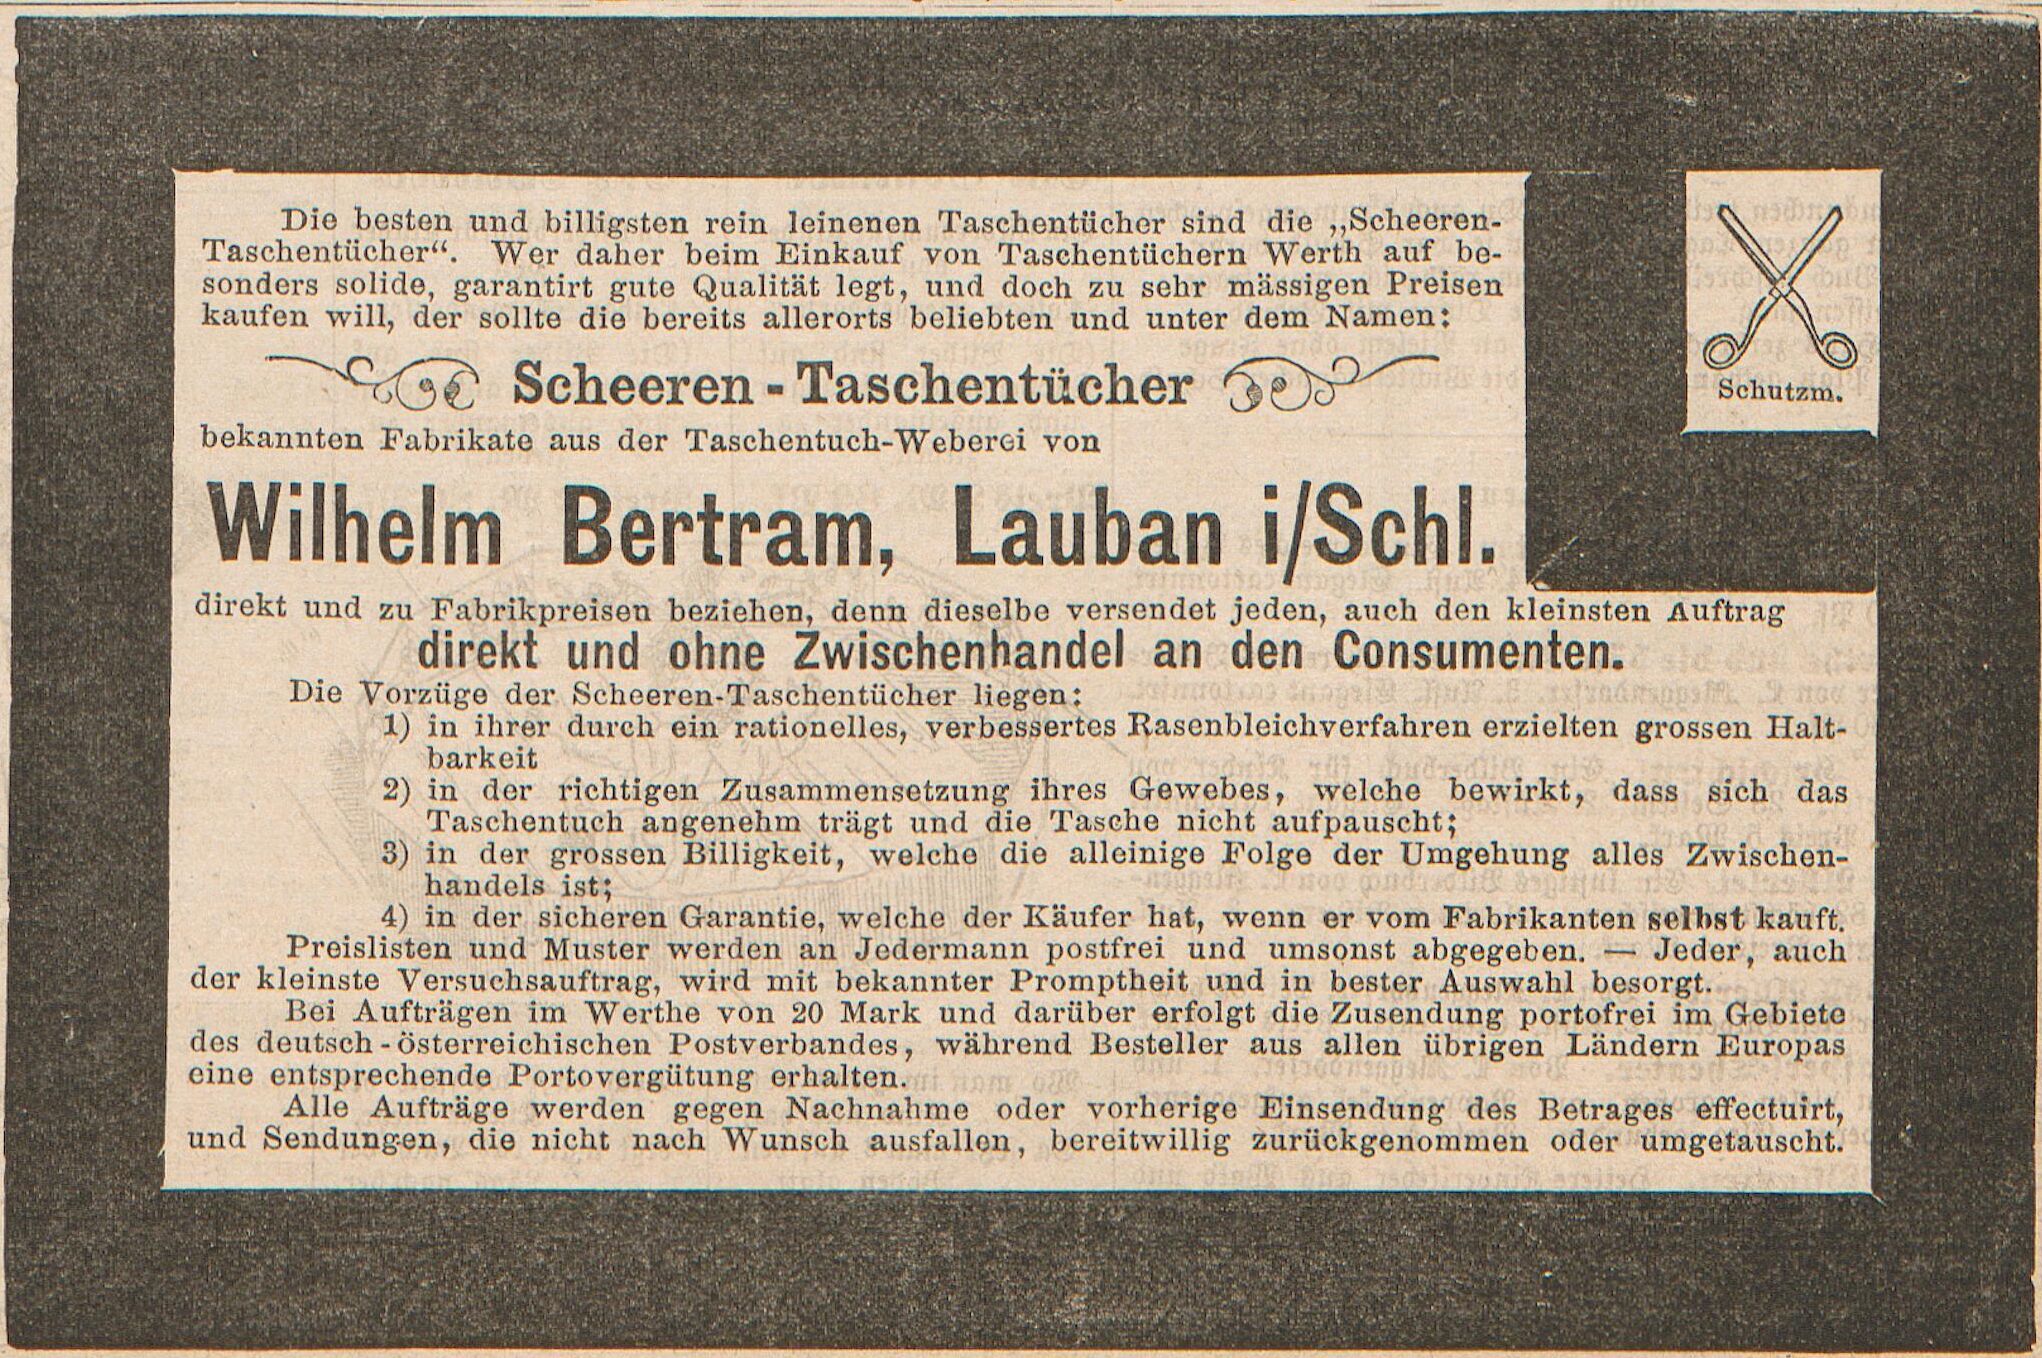 Die besten und billigsten rein leinenen Taschentücher sind die „Scheeren-
Taschentücher“. Wer daher beim Einkauf von Taschentüchern Werth auf be-
sonders solide, garantirt gute Qualität legt, und doch zu sehr mässigen Preisen
kaufen will, der sollte die bereits allerorts beliebten und unter dem Namen:
Scheeren-Taschentücher
bekannten Fabrikate aus der Taschentuch-Weberei von
Wilhelm Bertram, Lauban i/Schl.
Schutzm.
direkt und zu Fabrikpreisen beziehen, denn dieselbe versendet jeden, auch den kleinsten Auftrag
direkt und ohne Zwischenhandel an den Consumenten.
Die Vorzüge der Scheeren-Taschentücher liegen:
1) in ihrer durch ein rationelles, verbessertes Rasenbleichverfahren erzielten grossen Halt-
barkeit
2) in der richtigen Zusammensetzung ihres Gewebes, welche bewirkt, dass sich das
Taschentuch angenehm trägt und die Tasche nicht aufpauscht;
3) in der grossen Billigkeit, welche die alleinige Folge der Umgehung alles Zwischen-
handels ist;
4) in der sicheren Garantie, welche der Käufer hat, wenn er vom Fabrikanten selbst kauft.
Preislisten und Muster werden an Jedermann postfrei und umsonst abgegeben. — Jeder, auch
der kleinste Versuchsauftrag, wird mit bekannter Promptheit und in bester Auswahl besorgt.
Bei Aufträgen im Werthe von 20 Mark und darüber erfolgt die Zusendung portofrei im Gebiete
des deutsch-österreichischen Postverbandes, während Besteller aus allen übrigen Ländern Europas
eine entsprechende Portovergütung erhalten.
Alle Aufträge werden gegen Nachnahme oder vorherige Einsendung des Betrages effectuirt,
und Sendungen, die nicht nach Wunsch ausfallen, bereitwillig zurückgenommen oder umgetauscht.